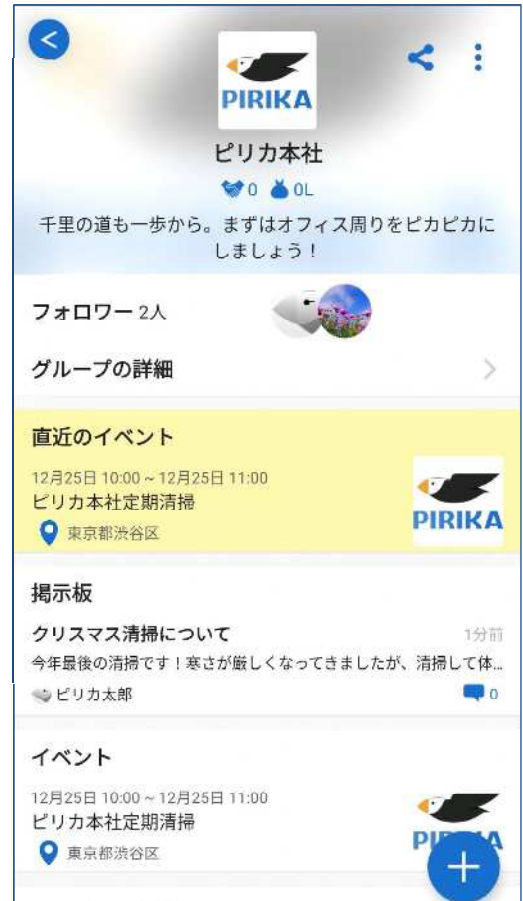 PIRIKA
ピリカ本社
0 0L
千里の道も一歩から。まずはオフィス周りをピカピカに
しましょう！
フォロワー 2人
グループの詳細
直近のイベント
12月25日 10:00 ~ 12月25日 11:00
ピリカ本社定期清掃
東京都渋谷区
PIRIKA
掲示板
クリスマス清掃について 1分前
今年最後の清掃です！寒さが厳しくなってきましたが、清掃して体...
ピリカ太郎 0
イベント
12月25日 10:00 ~ 12月25日 11:00
ピリカ本社定期清掃
東京都渋谷区